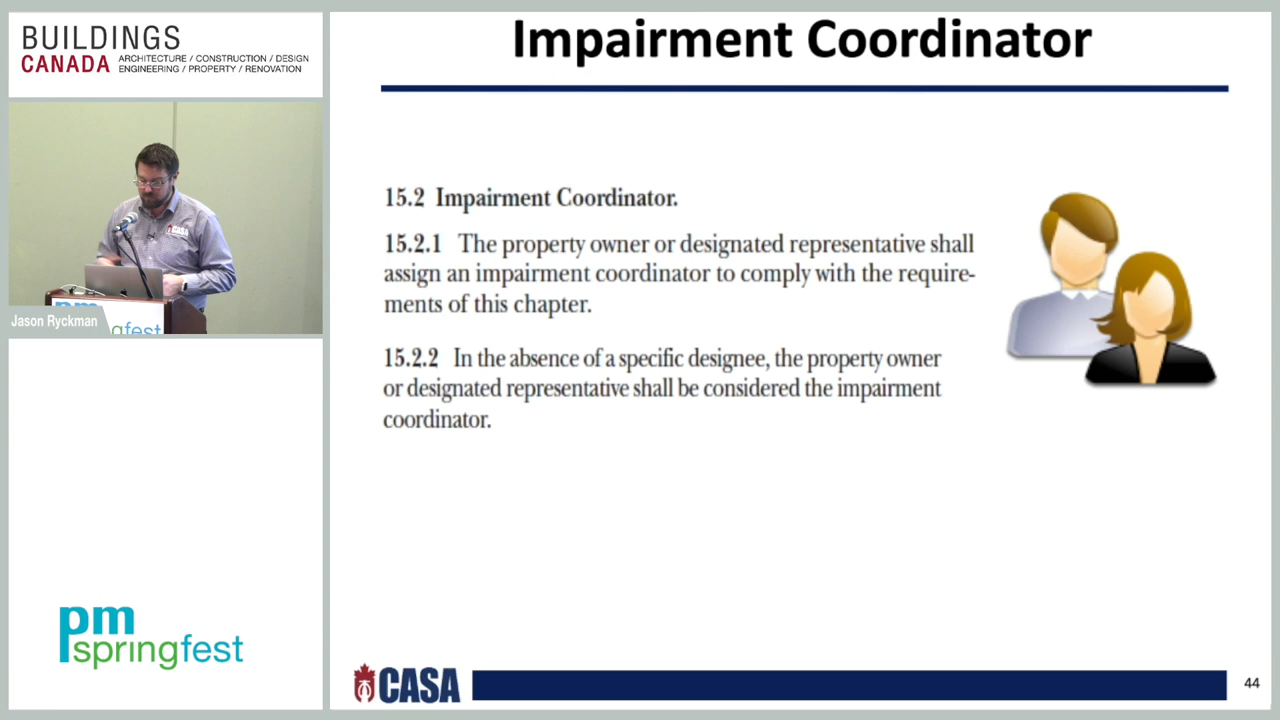 BUILDINGS
CANADA
ARCHITECTURE / CONSTRUCTION / DESIGN
ENGINEERING / PROPERTY / RENOVATION
CASA
pm
ngfest
Jason Ryckman
pm
springfest
Impairment Coordinator
15.2 Impairment Coordinator.
15.2.1 The property owner or designated representative shall
assign an impairment coordinator to comply with the require-
ments of this chapter.
15.2.2 In the absence of a specific designee, the property owner
or designated representative shall be considered the impairment
coordinator.
CASA
44